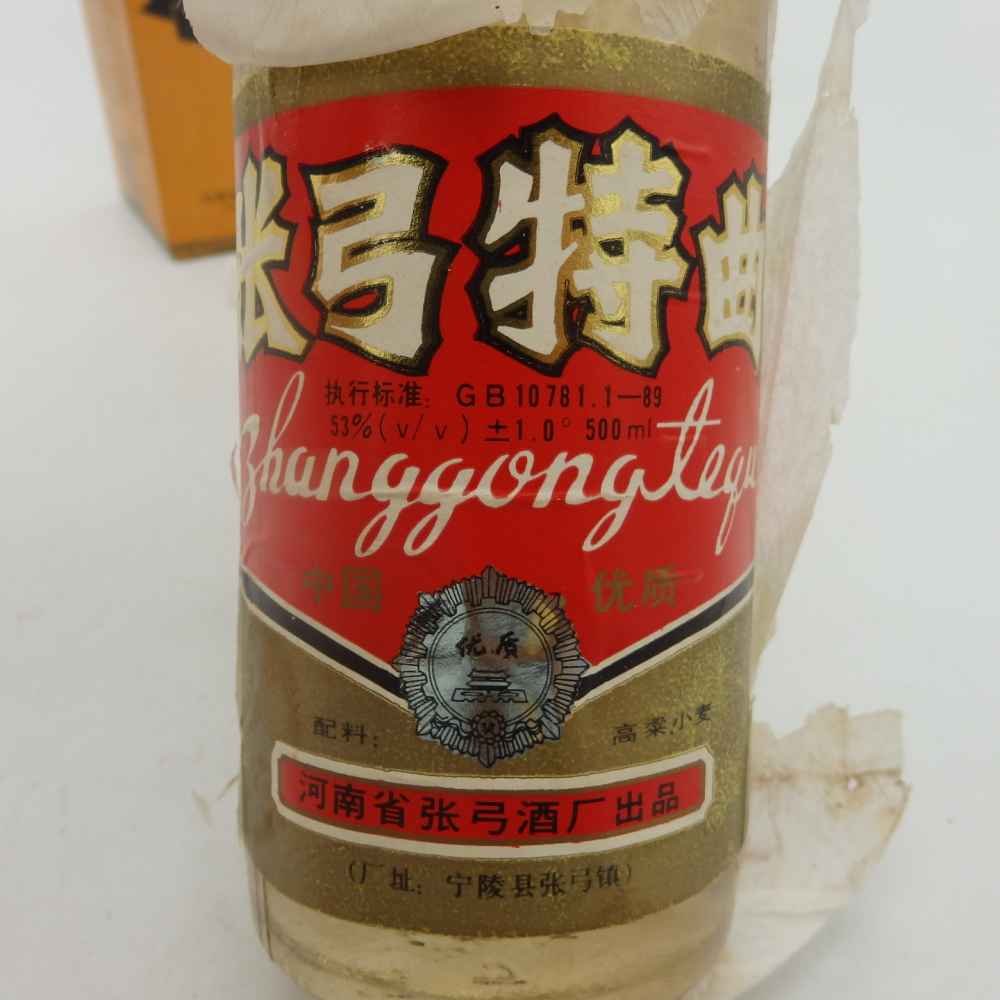 张弓特曲
执行标准: GB10781.1—89
53%(v/v)±1.0° 500ml
Zhanggong tequ
中国 优质
优质
配料: 高粱.小麦
河南省张弓酒厂出品
(厂址: 宁陵县张弓镇)